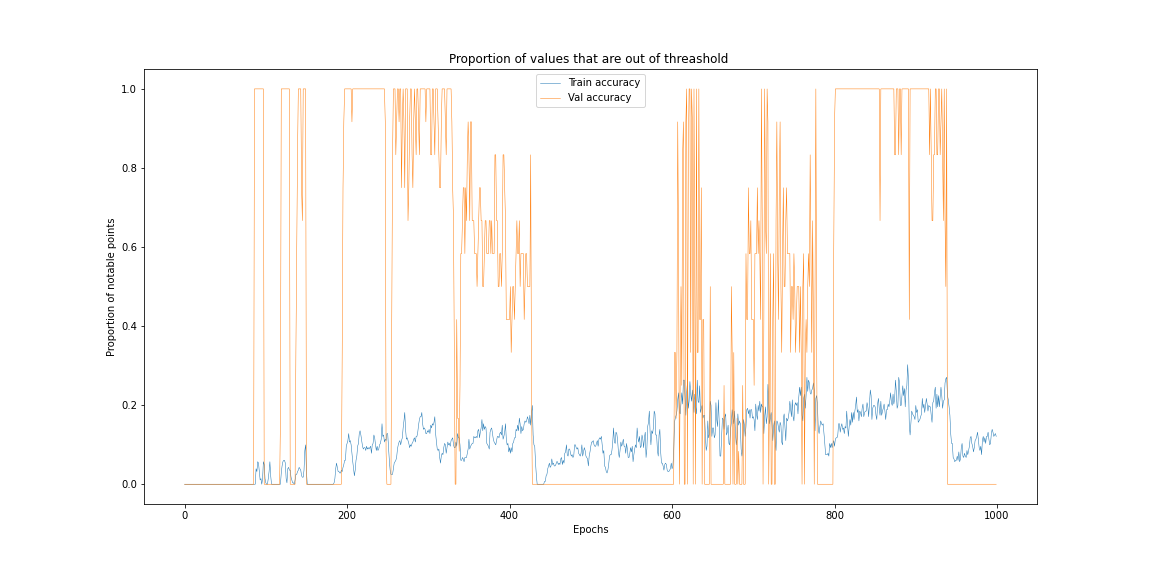 Proportion of values that are out of threashold
Train accuracy
Val accuracy
Proportion of notable points
1.0
0.8
0.6
0.4
0.2
0.0
0 200 400 600 800 1000
Epochs